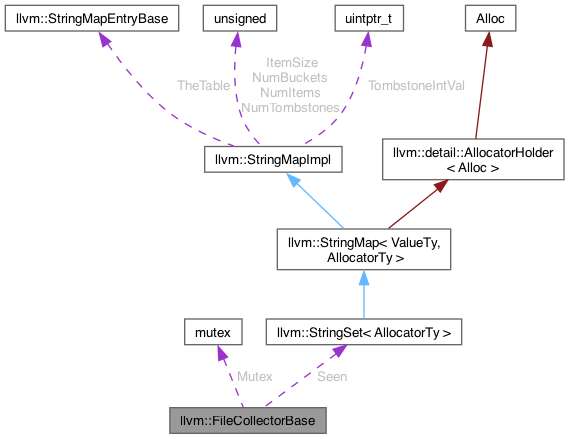 llvm::StringMapEntryBase
unsigned
uintptr_t
Alloc
TheTable
ItemSize
NumBuckets
NumItems
NumTombstones
TombstoneIntVal
llvm::StringMapImpl
llvm::detail::AllocatorHolder
< Alloc >
llvm::StringMap< ValueTy,
AllocatorTy >
mutex
llvm::StringSet< AllocatorTy >
Mutex
Seen
llvm::FileCollectorBase